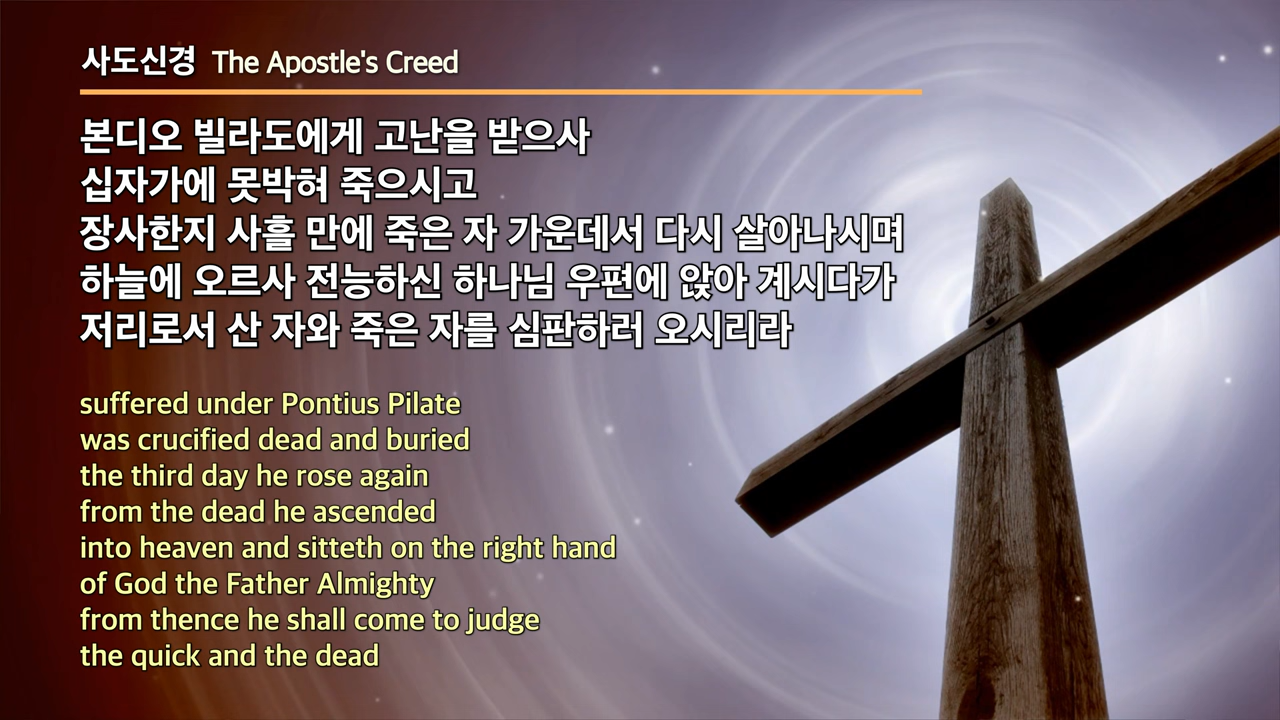 사도신경 The Apostle's Creed
본디오 빌라도에게 고난을 받으사
십자가에 못박혀 죽으시고
장사한지 사흘 만에 죽은 자 가운데서 다시 살아나시며
하늘에 오르사 전능하신 하나님 우편에 앉아 계시다가
저리로서 산 자와 죽은 자를 심판하러 오시리라
suffered under Pontius Pilate
was crucified dead and buried
the third day he rose again
from the dead he ascended
into heaven and sitteth on the right hand
of God the Father Almighty
from thence he shall come to judge
the quick and the dead